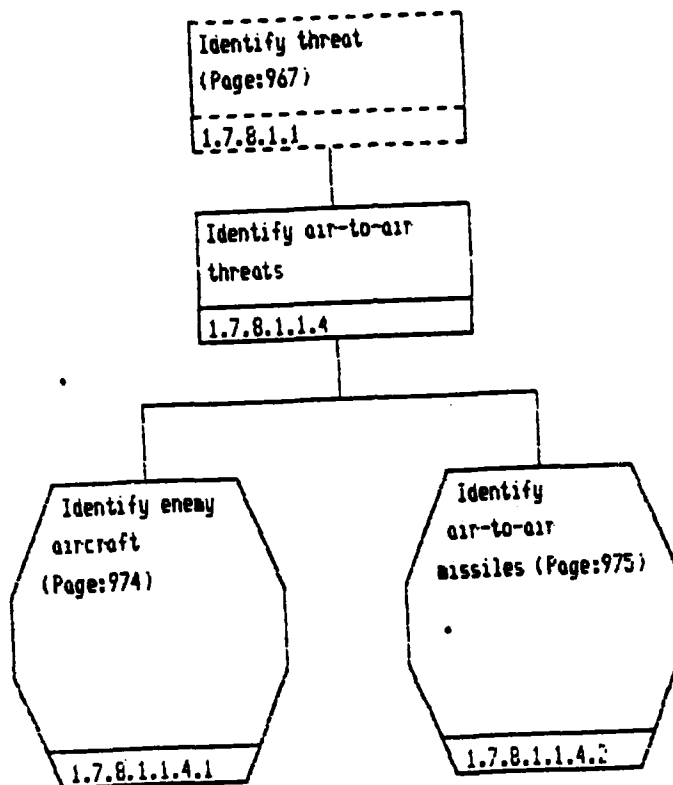 Identify threat
(Page:967)
1.7.8.1.1
Identify air-to-air
threats
1.7.8.1.1.4
Identify enemy
aircraft
(Page:974)
1.7.8.1.1.4.1
Identify
air-to-air
missiles (Page:975)
1.7.8.1.1.4.2